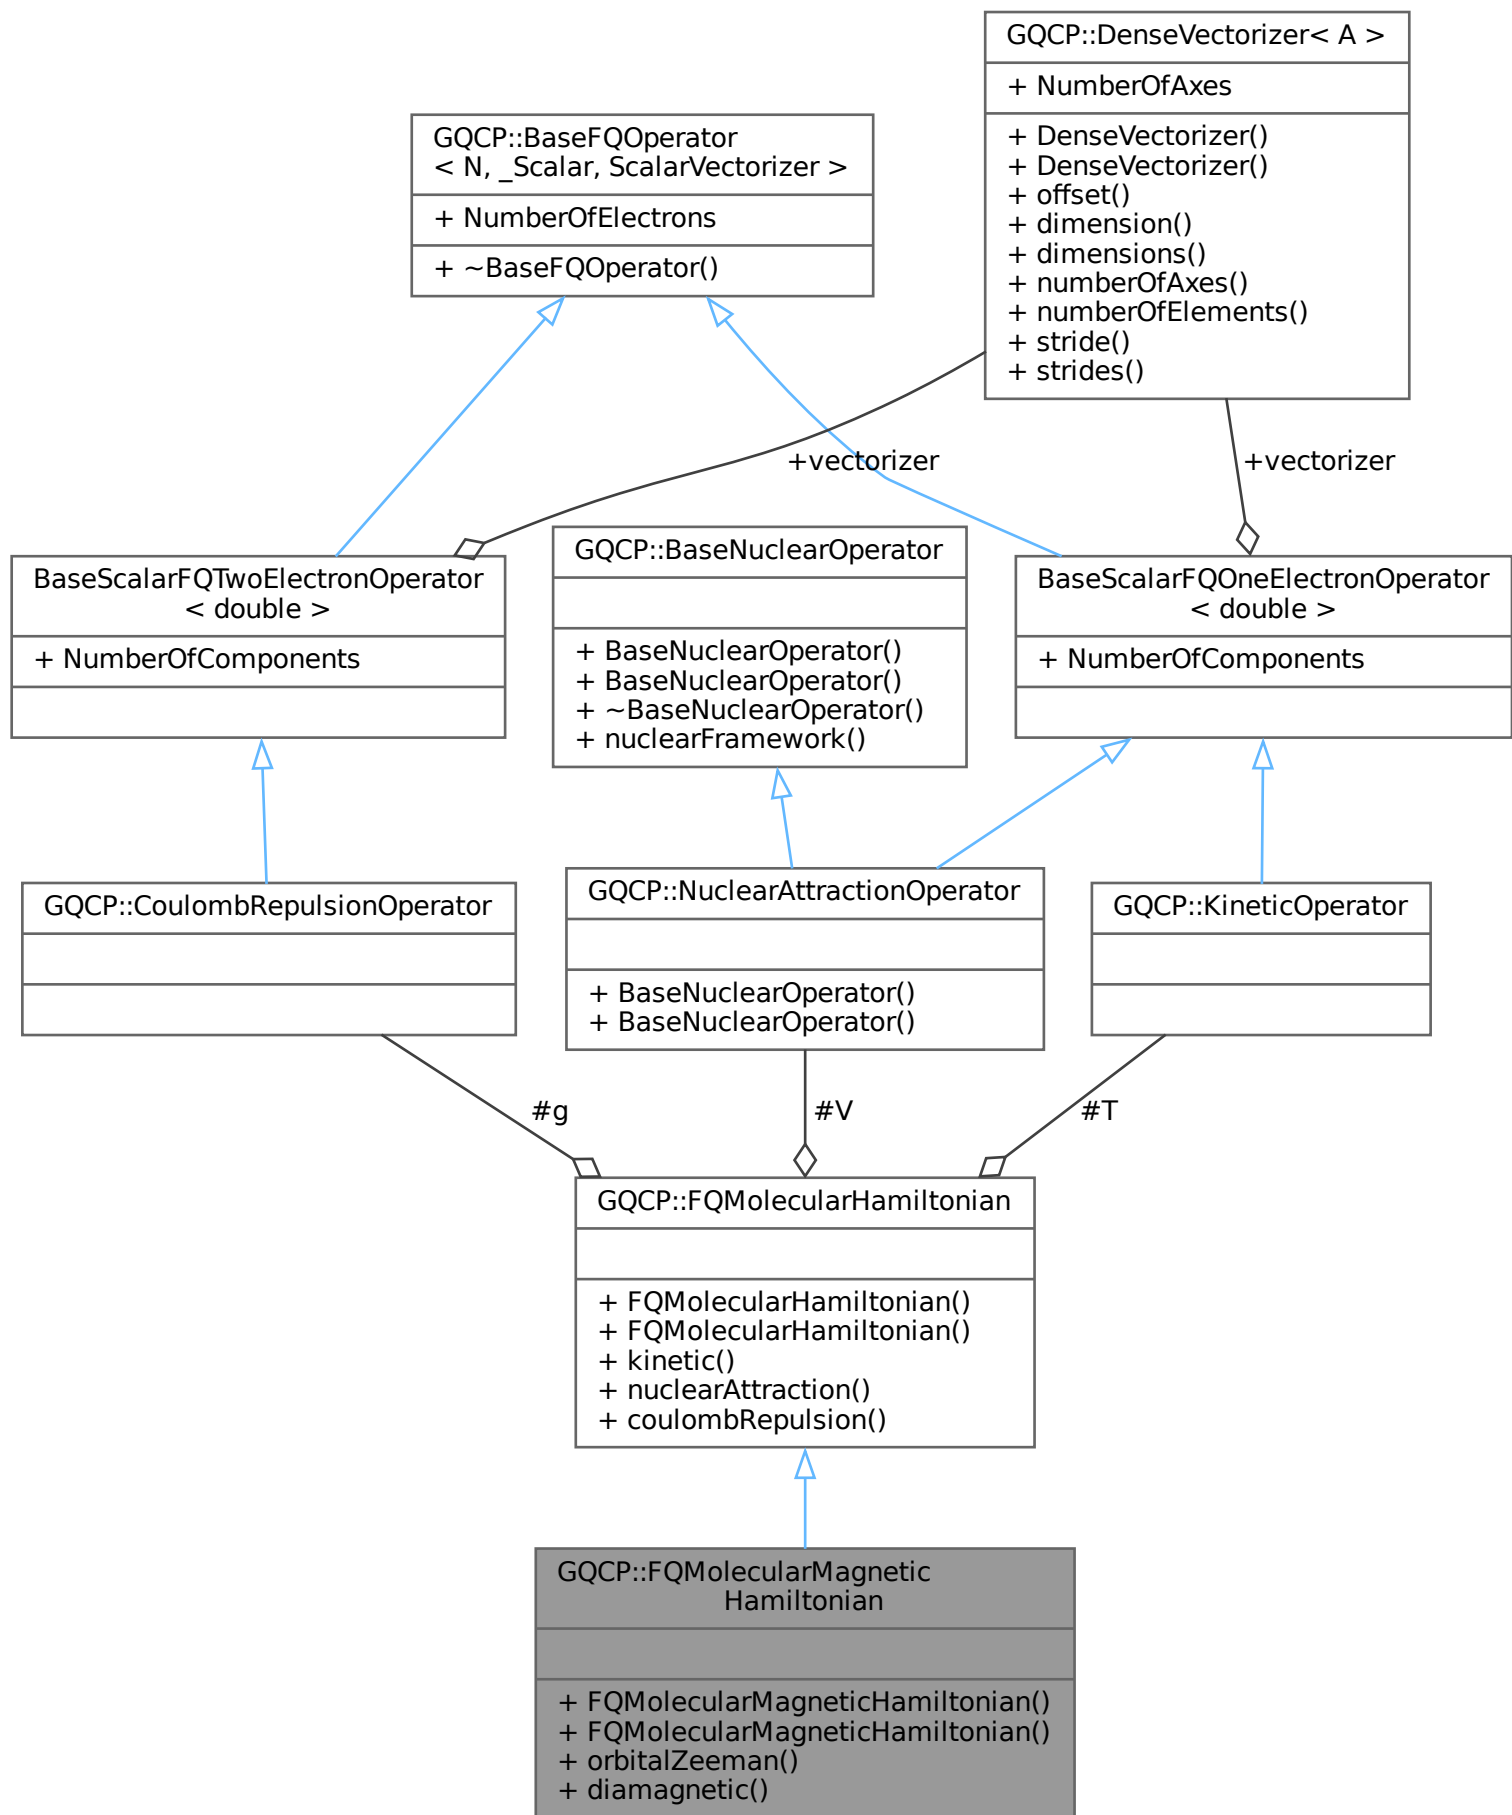 GQCP::DenseVectorizer< A >
+ NumberOfAxes
+ DenseVectorizer()
+ DenseVectorizer()
+ offset()
+ dimension()
+ dimensions()
+ numberOfAxes()
+ numberOfElements()
+ stride()
+ strides()
GQCP::BaseFQOperator
< N, _Scalar, ScalarVectorizer >
+ NumberOfElectrons
+ ~BaseFQOperator()
+vectorizer
+vectorizer
BaseScalarFQTwoElectronOperator
< double >
+ NumberOfComponents
GQCP::BaseNuclearOperator
+ BaseNuclearOperator()
+ BaseNuclearOperator()
+ ~BaseNuclearOperator()
+ nuclearFramework()
BaseScalarFQOneElectronOperator
< double >
+ NumberOfComponents
GQCP::CoulombRepulsionOperator
GQCP::NuclearAttractionOperator
+ BaseNuclearOperator()
+ BaseNuclearOperator()
GQCP::KineticOperator
#g
#V
#T
GQCP::FQMolecularHamiltonian
+ FQMolecularHamiltonian()
+ FQMolecularHamiltonian()
+ kinetic()
+ nuclearAttraction()
+ coulombRepulsion()
GQCP::FQMolecularMagnetic
Hamiltonian
+ FQMolecularMagneticHamiltonian()
+ FQMolecularMagneticHamiltonian()
+ orbitalZeeman()
+ diamagnetic()